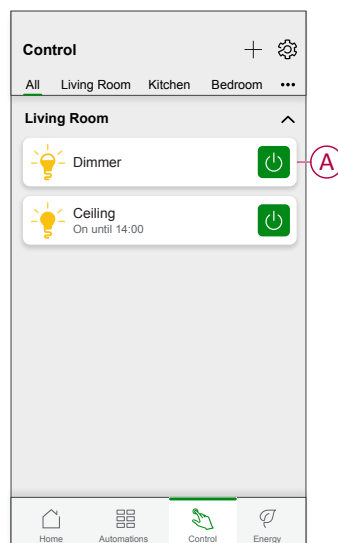 Control
All Living Room Kitchen Bedroom •••
Living Room
Dimmer
A
Ceiling
On until 14:00
Home Automations Control Energy